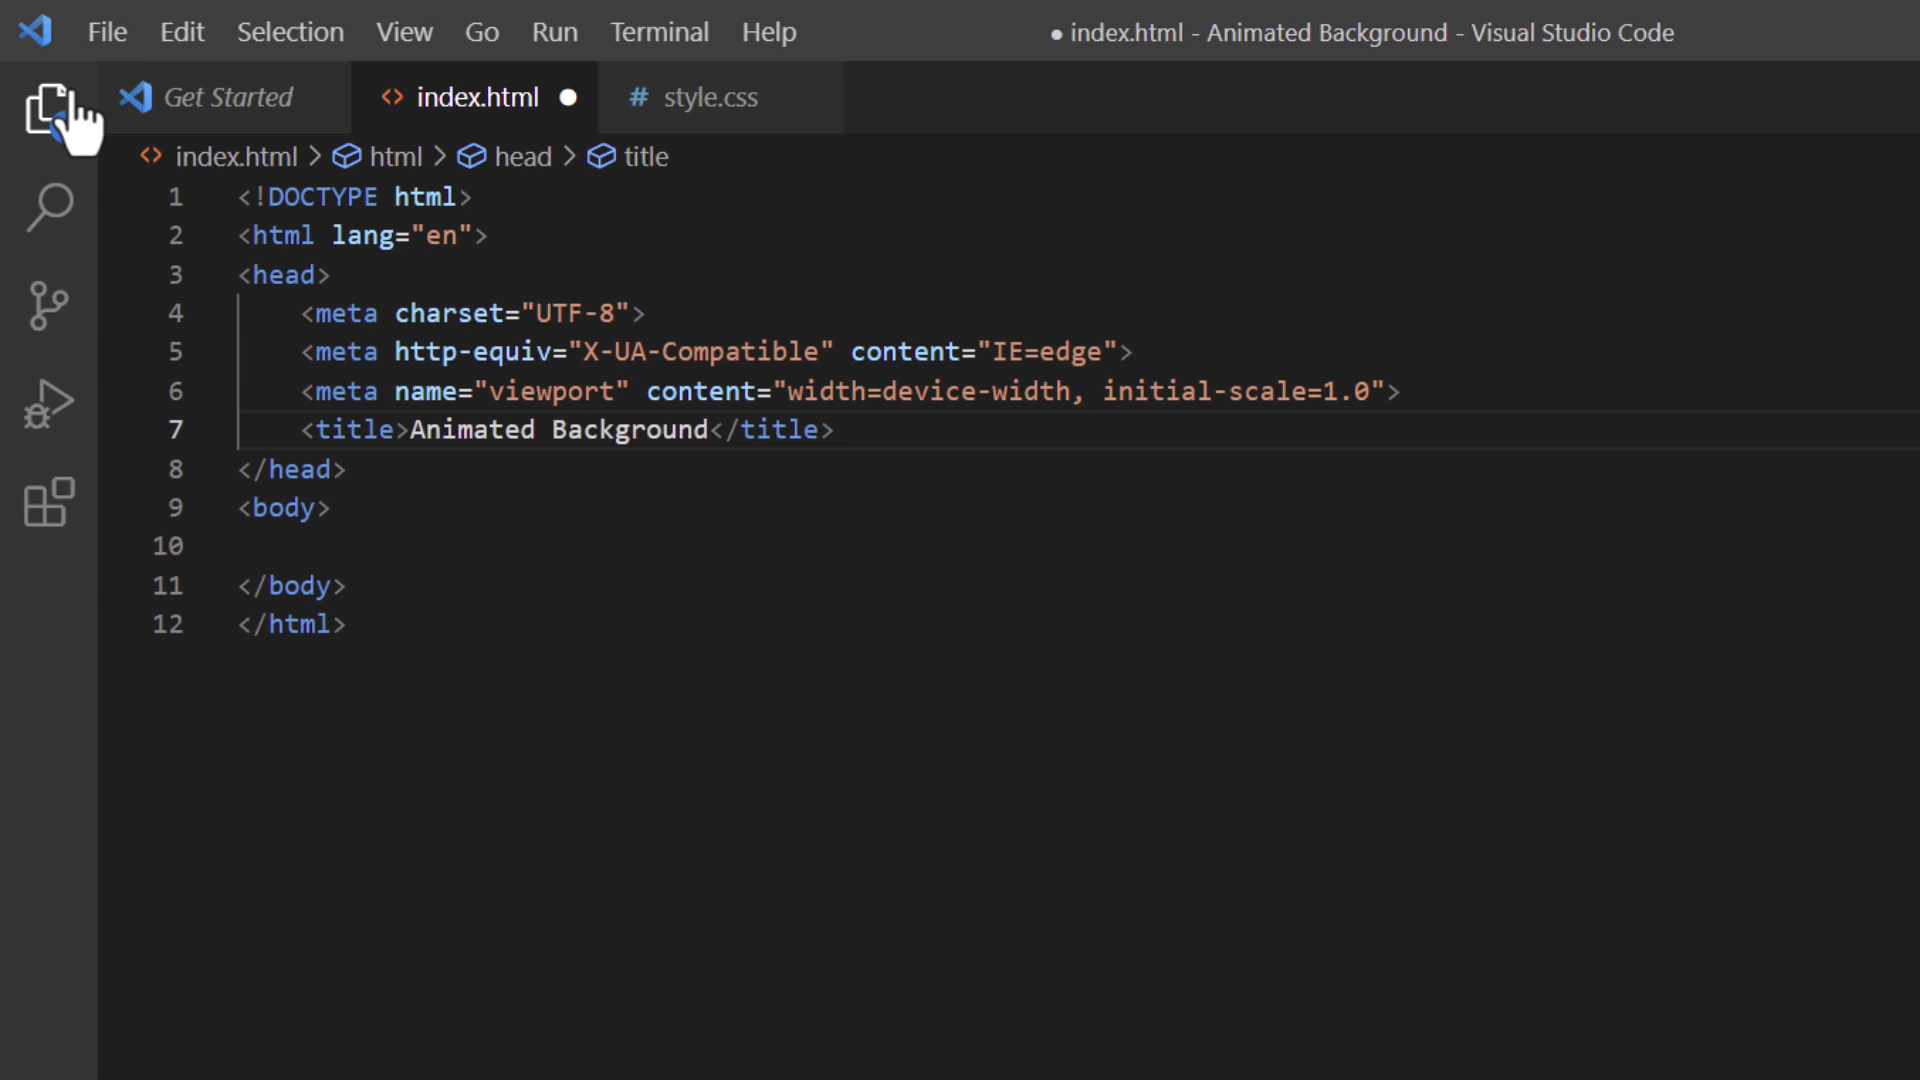 File Edit Selection View Go Run Terminal Help ● index.html - Animated Background - Visual Studio Code
Get Started <> index.html ● # style.css
<> index.html > html > head > title
1 <!DOCTYPE html>
2 <html lang="en">
3 <head>
4     <meta charset="UTF-8">
5     <meta http-equiv="X-UA-Compatible" content="IE=edge">
6     <meta name="viewport" content="width=device-width, initial-scale=1.0">
7     <title>Animated Background</title>
8 </head>
9 <body>
10
11 </body>
12 </html>